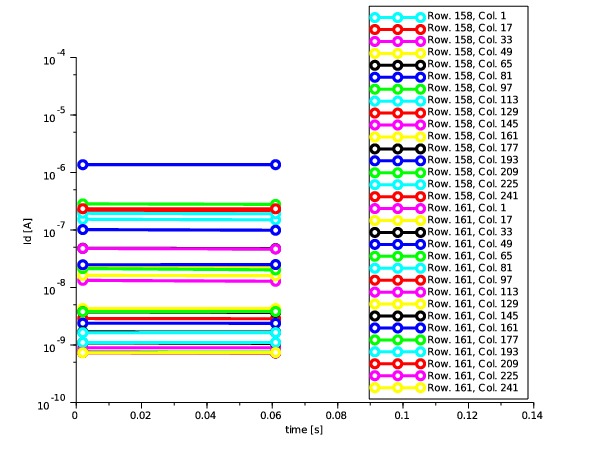 10^-4
10^-5
10^-6
10^-7
10^-8
10^-9
10^-10
Id [A]
0
0.02
0.04
0.06
0.08
0.1
0.12
0.14
time [s]
Row. 158, Col. 1
Row. 158, Col. 17
Row. 158, Col. 33
Row. 158, Col. 49
Row. 158, Col. 65
Row. 158, Col. 81
Row. 158, Col. 97
Row. 158, Col. 113
Row. 158, Col. 129
Row. 158, Col. 145
Row. 158, Col. 161
Row. 158, Col. 177
Row. 158, Col. 193
Row. 158, Col. 209
Row. 158, Col. 225
Row. 158, Col. 241
Row. 161, Col. 1
Row. 161, Col. 17
Row. 161, Col. 33
Row. 161, Col. 49
Row. 161, Col. 65
Row. 161, Col. 81
Row. 161, Col. 97
Row. 161, Col. 113
Row. 161, Col. 129
Row. 161, Col. 145
Row. 161, Col. 161
Row. 161, Col. 177
Row. 161, Col. 193
Row. 161, Col. 209
Row. 161, Col. 225
Row. 161, Col. 241